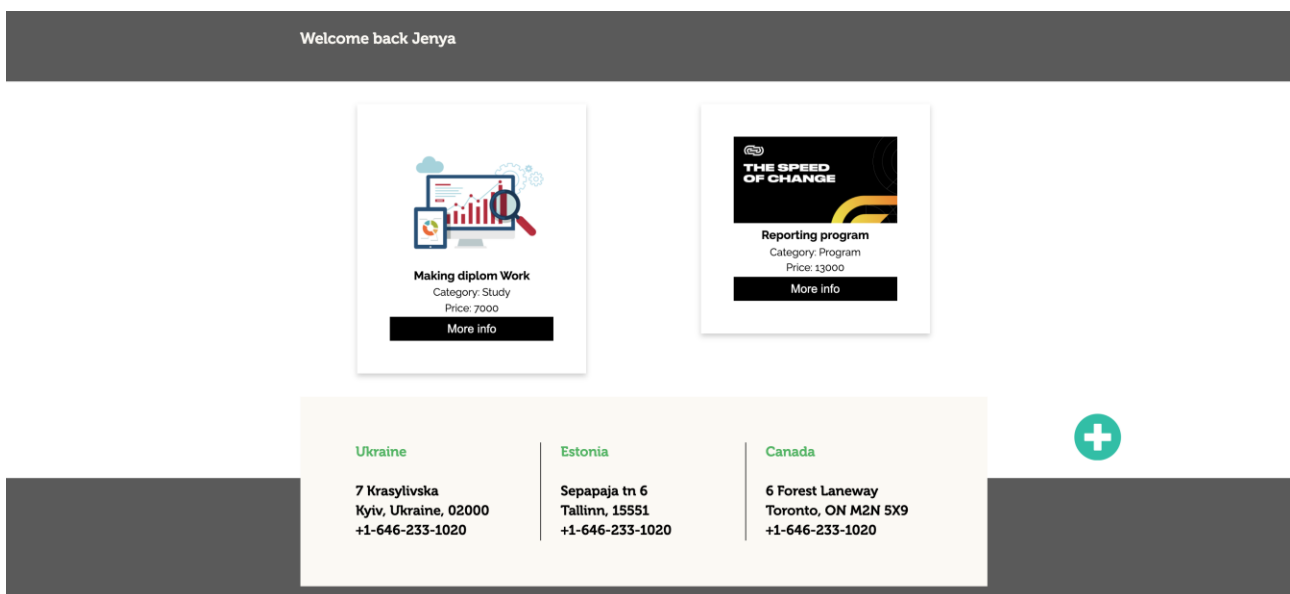 Welcome back Jenya
THE SPEED
OF CHANGE
Making diplom Work
Category: Study
Price: 7000
More info
Reporting program
Category: Program
Price: 13000
More info
Ukraine
7 Krasylivska
Kyiv, Ukraine, 02000
+1-646-233-1020
Estonia
Sepapaja tn 6
Tallinn, 15551
+1-646-233-1020
Canada
6 Forest Laneway
Toronto, ON M2N 5X9
+1-646-233-1020